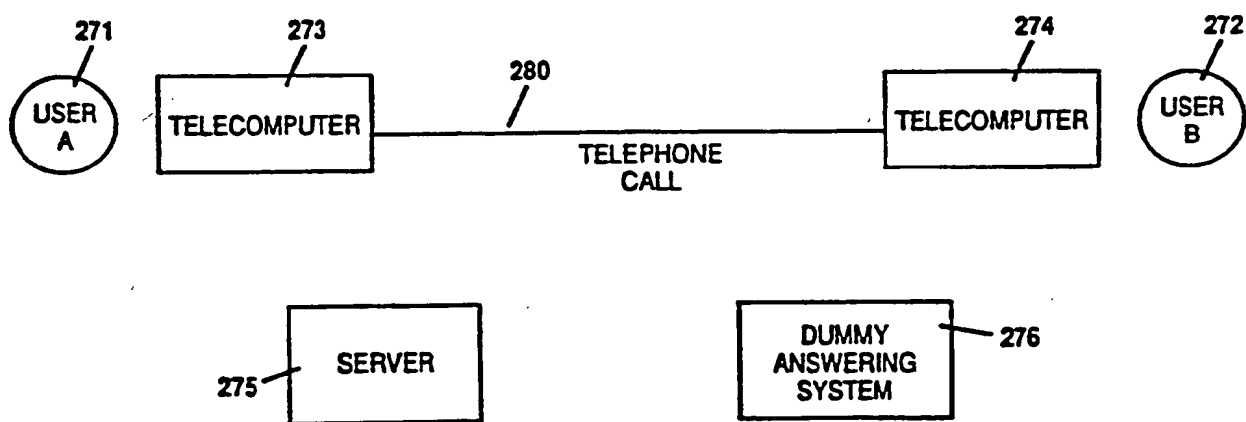 271
273
274
272
280
USER
A
TELECOMPUTER
TELECOMPUTER
USER
B
TELEPHONE
CALL
275
SERVER
DUMMY
ANSWERING
SYSTEM
276